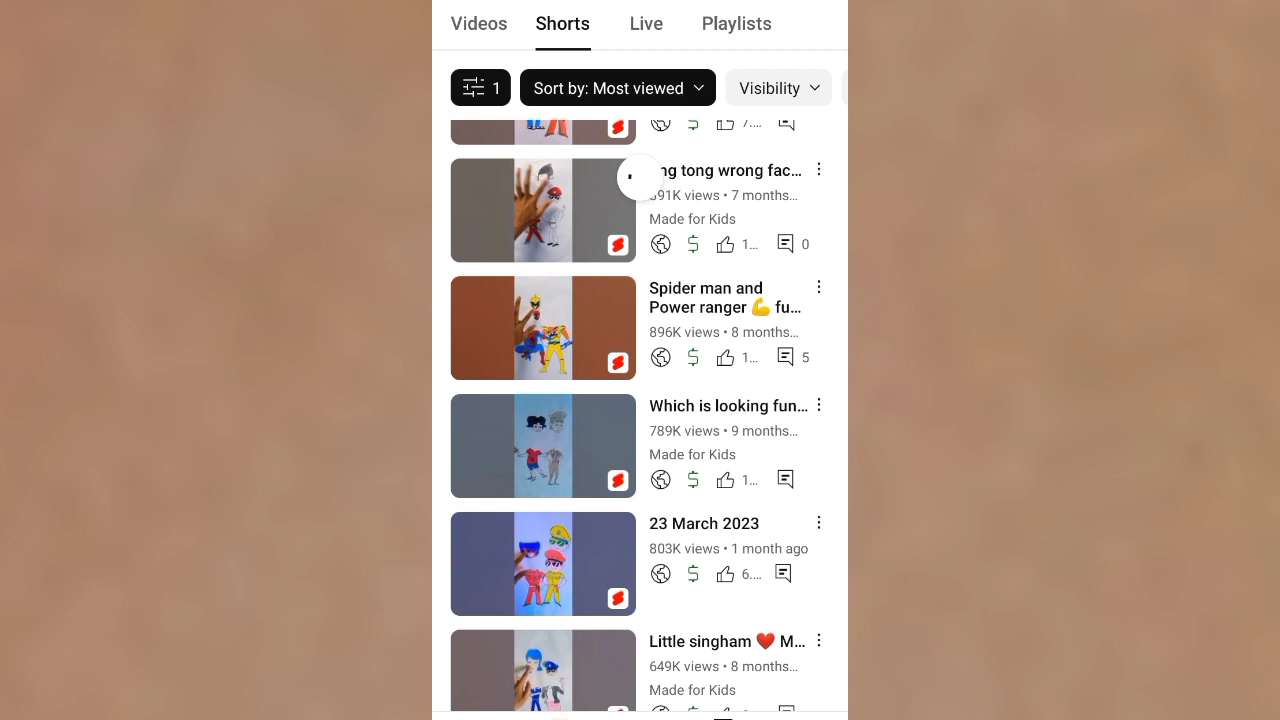 Videos Shorts Live Playlists
1 Sort by: Most viewed Visibility
7....
tong wrong fac...
91K views • 7 months...
Made for Kids
1... 0
Spider man and
Power ranger 💪 fu...
896K views • 8 months...
1... 5
Which is looking fun...
789K views • 9 months...
Made for Kids
1...
23 March 2023
803K views • 1 month ago
6....
Little singham ❤️ M...
649K views • 8 months...
Made for Kids